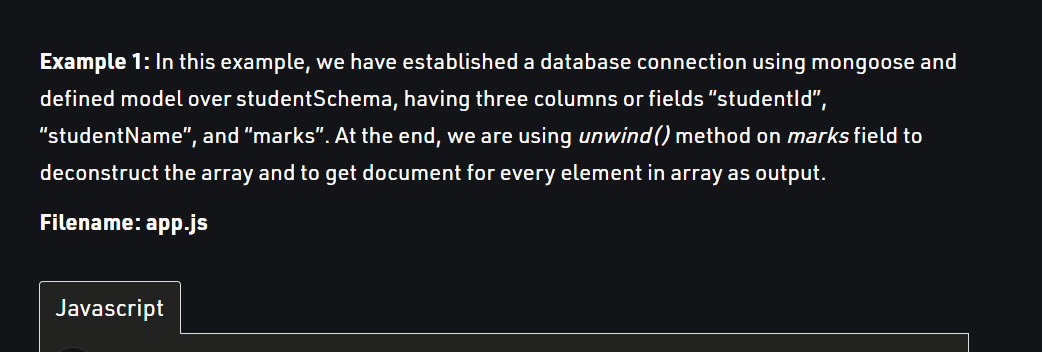 Example 1: In this example, we have established a database connection using mongoose and
defined model over studentSchema, having three columns or fields “studentId”,
“studentName”, and “marks”. At the end, we are using unwind() method on marks field to
deconstruct the array and to get document for every element in array as output.
Filename: app.js
Javascript